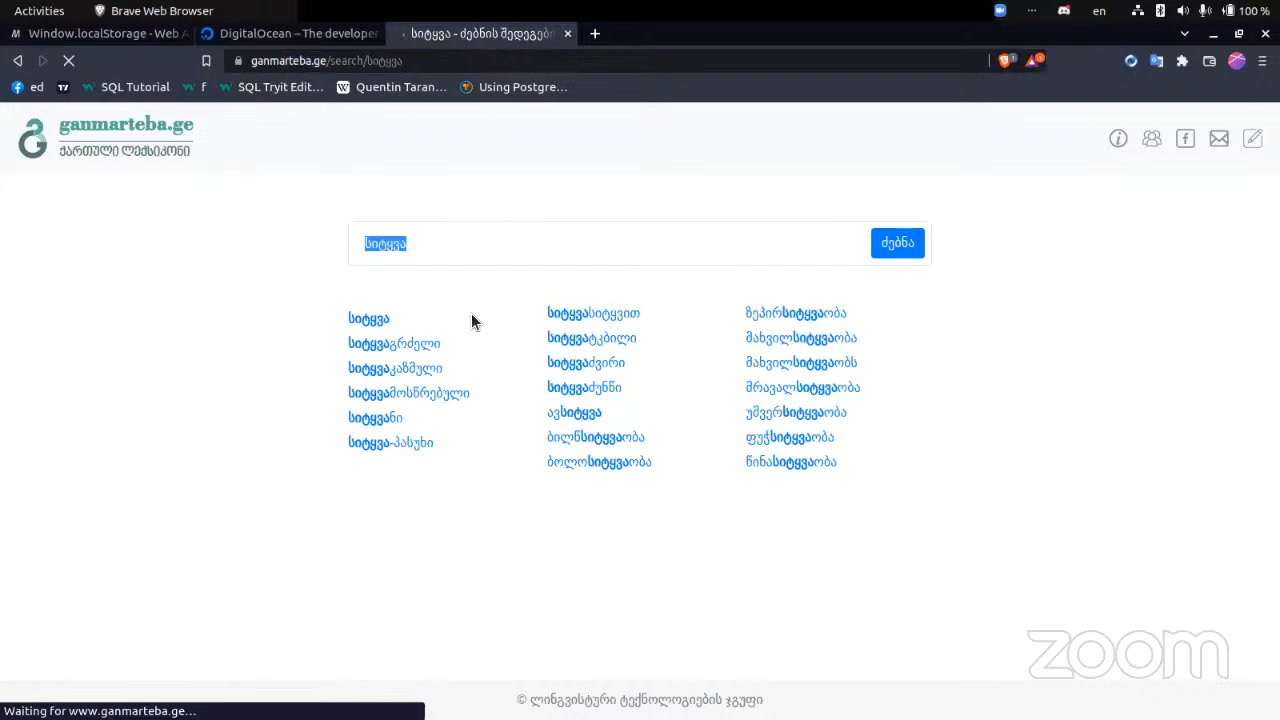 Activities Brave Web Browser en 100 %
Window.localStorage - Web A DigitalOcean – The developer სიტყვა - ძებნის შედეგები
ganmarteba.ge/search/სიტყვა 1 1
ed SQL Tutorial f SQL Tryit Edit... Quentin Taran... Using Postgre...
ganmarteba.ge
ქართული ლექსიკონი
სიტყვა ძებნა
სიტყვა
სიტყვაგრძელი
სიტყვაკაზმული
სიტყვამოსწრებული
სიტყვანი
სიტყვა-პასუხი
სიტყვასიტყვით
სიტყვატკბილი
სიტყვაძვირი
სიტყვაძუნწი
ავსიტყვა
ბილწსიტყვაობა
ბოლოსიტყვაობა
ზეპირსიტყვაობა
მახვილსიტყვაობა
მახვილსიტყვაობს
მრავალსიტყვაობა
უშვერსიტყვაობა
ფუჭსიტყვაობა
წინასიტყვაობა
zoom
© ლინგვისტური ტექნოლოგიების ჯგუფი
Waiting for www.ganmarteba.ge...